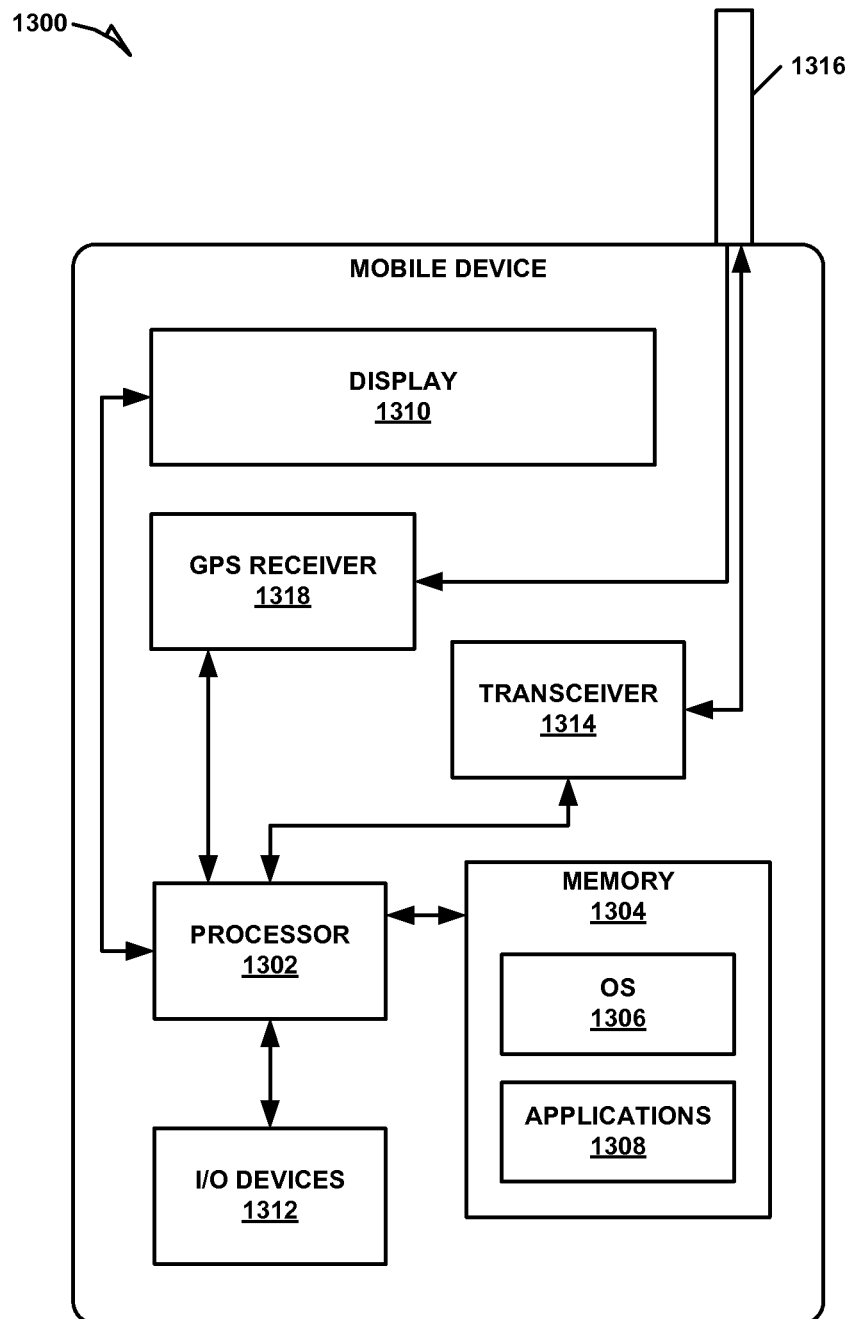 1300
1316
MOBILE DEVICE
DISPLAY
1310
GPS RECEIVER
1318
TRANSCEIVER
1314
PROCESSOR
1302
MEMORY
1304
OS
1306
APPLICATIONS
1308
I/O DEVICES
1312